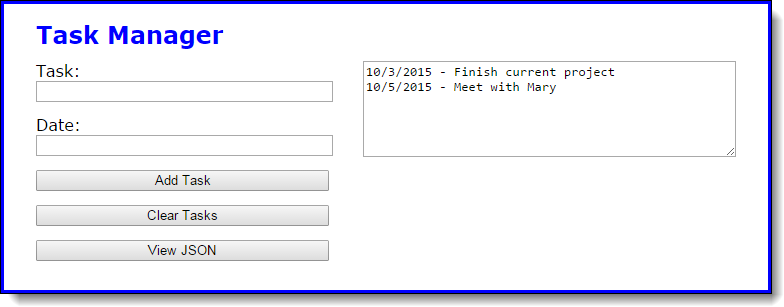 Task Manager
Task:
10/3/2015 - Finish current project
10/5/2015 - Meet with Mary
Date:
Add Task
Clear Tasks
View JSON